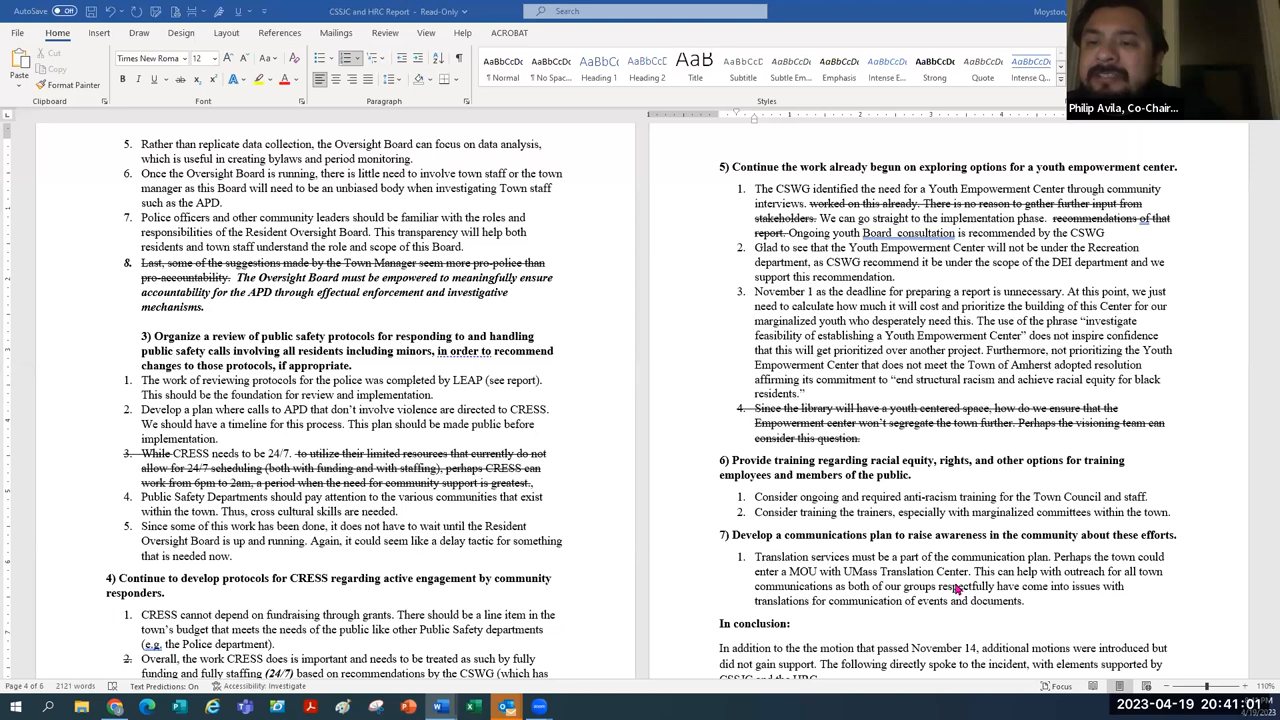 AutoSave Off
CSSJC and HRC Report - Read-Only
Search
Moyston,
File Home Insert Draw Design Layout References Mailings Review View Help ACROBAT
Cut
Copy
Format Painter
Paste
Times New Roma 12
AaBbCcDc AaBbCcDc AaBbC AaBbCc AaB AaBbCcD AaBbCcDc AaBbCcDc AaBbCcDc AaBbCcDc AaBbCcDc AaBbCcDc
¶ Normal ¶ No Spac... Heading 1 Heading 2 Title Subtitle Subtle Em... Emphasis Intense E... Strong Quote Intense Q...
Clipboard Font Paragraph Styles
Philip Avila, Co-Chair...
5. Rather than replicate data collection, the Oversight Board can focus on data analysis,
which is useful in creating bylaws and period monitoring.
6. Once the Oversight Board is running, there is little need to involve town staff or the town
manager as this Board will need to be an unbiased body when investigating Town staff
such as the APD.
7. Police officers and other community leaders should be familiar with the roles and
responsibilities of the Resident Oversight Board. This transparency will help both
residents and town staff understand the role and scope of this Board.
8. Last, some of the suggestions made by the Town Manager seem more pro-police than
pro-accountability. The Oversight Board must be empowered to meaningfully ensure
accountability for the APD through effectual enforcement and investigative
mechanisms.
3) Organize a review of public safety protocols for responding to and handling
public safety calls involving all residents including minors, in order to recommend
changes to those protocols, if appropriate.
1. The work of reviewing protocols for the police was completed by LEAP (see report).
This should be the foundation for review and implementation.
2. Develop a plan where calls to APD that don't involve violence are directed to CRESS.
We should have a timeline for this process. This plan should be made public before
implementation.
3. While CRESS needs to be 24/7. to utilize their limited resources that currently do not
allow for 24/7 scheduling (both with funding and with staffing), perhaps CRESS can
work from 6pm to 2am, a period when the need for community support is greatest.,
4. Public Safety Departments should pay attention to the various communities that exist
within the town. Thus, cross cultural skills are needed.
5. Since some of this work has been done, it does not have to wait until the Resident
Oversight Board is up and running. Again, it could seem like a delay tactic for something
that is needed now.
4) Continue to develop protocols for CRESS regarding active engagement by community
responders.
1. CRESS cannot depend on fundraising through grants. There should be a line item in the
town's budget that meets the needs of the public like other Public Safety departments
(e.g. the Police department).
2. Overall, the work CRESS does is important and needs to be treated as such by fully
funding and fully staffing (24/7) based on recommendations by the CSWG (which has
5) Continue the work already begun on exploring options for a youth empowerment center.
1. The CSWG identified the need for a Youth Empowerment Center through community
interviews. worked on this already. There is no reason to gather further input from
stakeholders. We can go straight to the implementation phase. recommendations of that
report. Ongoing youth Board consultation is recommended by the CSWG
2. Glad to see that the Youth Empowerment Center will not be under the Recreation
department, as CSWG recommend it be under the scope of the DEI department and we
support this recommendation.
3. November 1 as the deadline for preparing a report is unnecessary. At this point, we just
need to calculate how much it will cost and prioritize the building of this Center for our
marginalized youth who desperately need this. The use of the phrase “investigate
feasibility of establishing a Youth Empowerment Center” does not inspire confidence
that this will get prioritized over another project. Furthermore, not prioritizing the Youth
Empowerment Center that does not meet the Town of Amherst adopted resolution
affirming its commitment to “end structural racism and achieve racial equity for black
residents.”
4. Since the library will have a youth centered space, how do we ensure that the
Empowerment center won't segregate the town further. Perhaps the visioning team can
consider this question.
6) Provide training regarding racial equity, rights, and other options for training
employees and members of the public.
1. Consider ongoing and required anti-racism training for the Town Council and staff.
2. Consider training the trainers, especially with marginalized committees within the town.
7) Develop a communications plan to raise awareness in the community about these efforts.
1. Translation services must be a part of the communication plan. Perhaps the town could
enter a MOU with UMass Translation Center. This can help with outreach for all town
communications as both of our groups respectfully have come into issues with
translations for communication of events and documents.
In conclusion:
In addition to the the motion that passed November 14, additional motions were introduced but
did not gain support. The following directly spoke to the incident, with elements supported by
CSSJC and the HRC
Page 4 of 6 2121 words Text Predictions: On Accessibility: Investigate Focus 110%
2023-04-19 20:41:01
4/19/2023